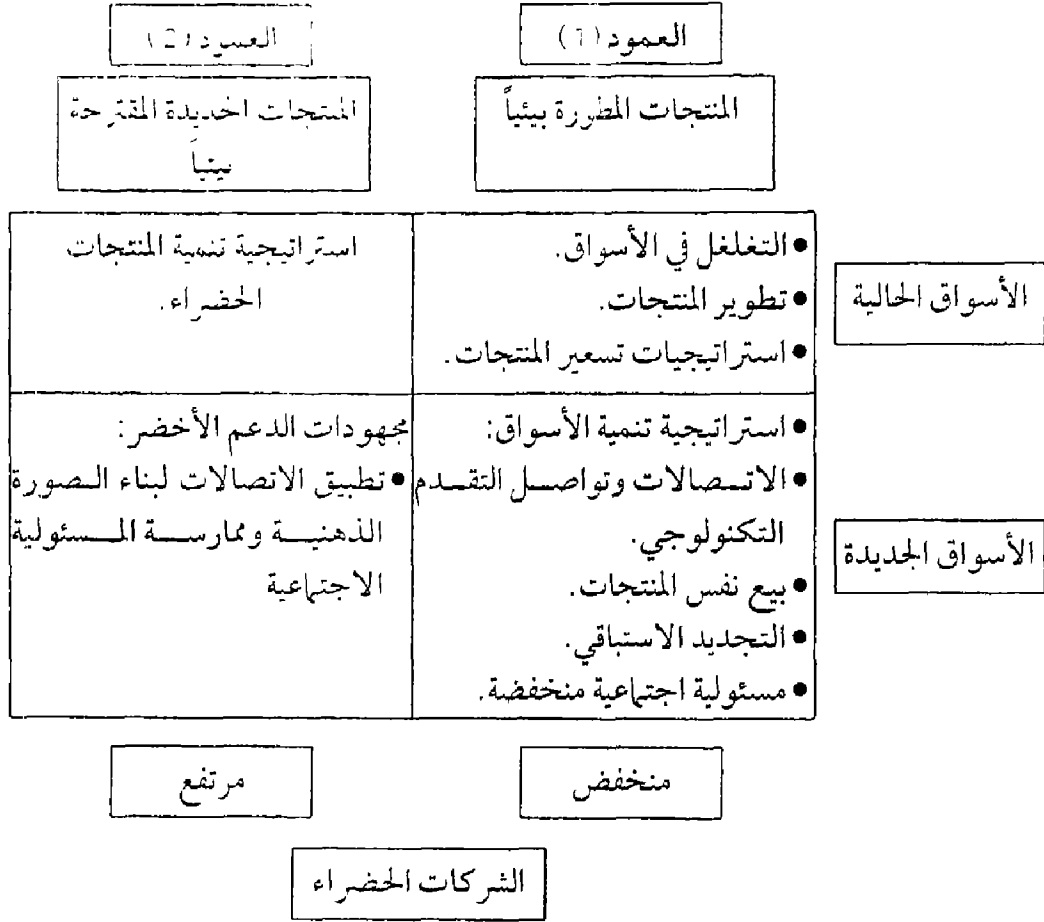 العمود (1)
العمود (2)
المنتجات المطورة بيئياً
المنتجات الجديدة المقترحة
بيئياً
الأسواق الحالية
• التغلغل في الأسواق.
• تطوير المنتجات.
• استراتيجيات تسعير المنتجات.
استراتيجية تنمية المنتجات
الخضراء.
الأسواق الجديدة
• استراتيجية تنمية الأسواق:
• الاتصالات وتواصل التقدم
التكنولوجي.
• بيع نفس المنتجات.
• التجديد الاستباقي.
• مسئولية اجتماعية منخفضة.
مجهودات الدعم الأخضر:
• تطبيق الاتصالات لبناء الصورة
الذهنية وممارسة المسئولية
الاجتماعية
منخفض
مرتفع
الشركات الخضراء